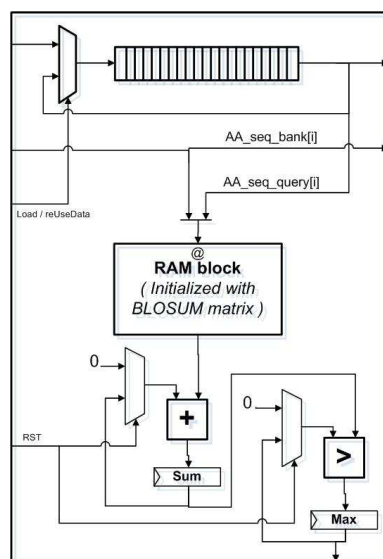 AA_seq_bank[i]
AA_seq_query[i]
Load / reUseData
@
RAM block
( Initialized with
BLOSUM matrix )
0
+
0
RST
>
Sum
Max